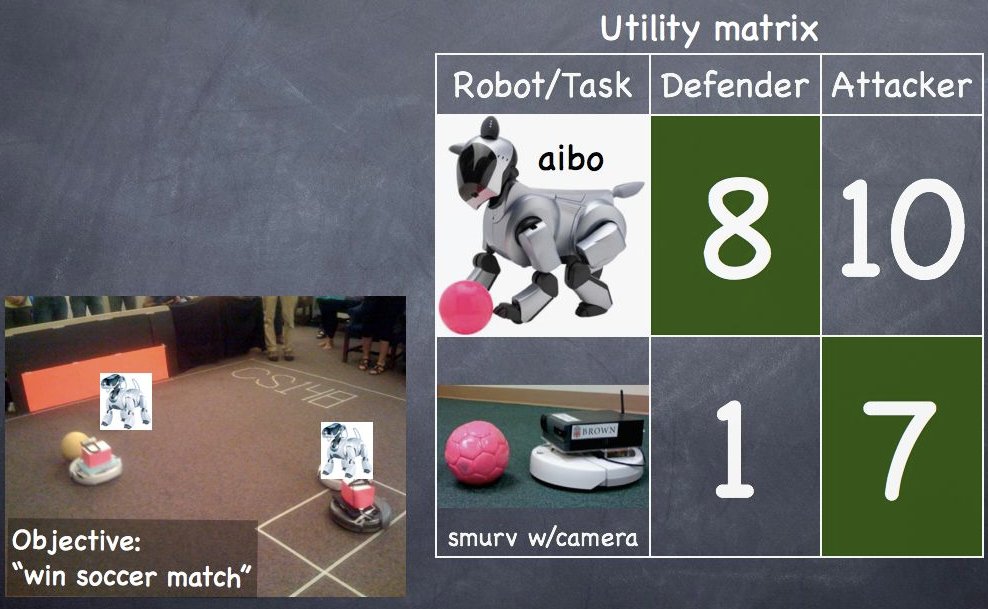 Utility matrix
Robot/Task Defender Attacker
aibo
8 10
BROWN
1 7
smurv w/camera
Objective:
“win soccer match”